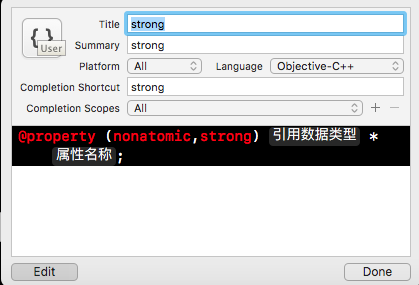 { }
User
Title strong
Summary strong
Platform All Language Objective-C++
Completion Shortcut strong
Completion Scopes All + −
@property (nonatomic,strong) 引用数据类型 *
属性名称;
Edit Done